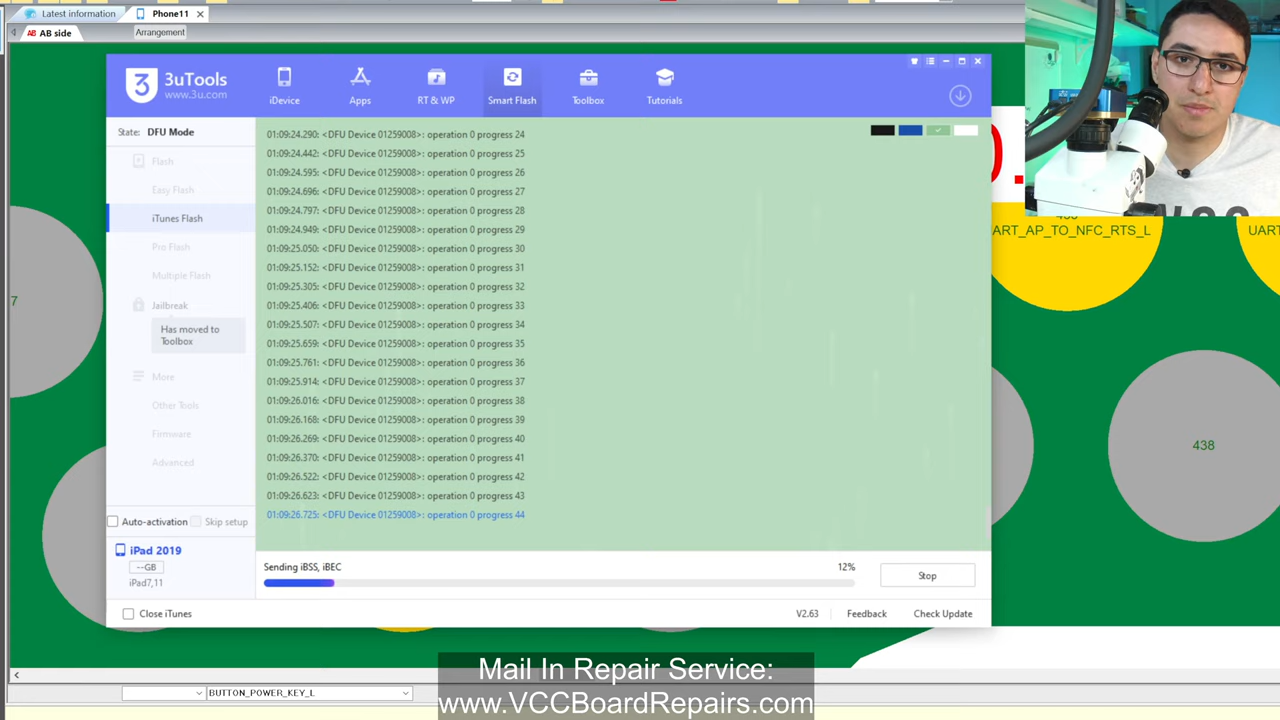 Latest information
Phone11
AB AB side
Arrangement
3uTools
www.3u.com
iDevice
Apps
RT & WP
Smart Flash
Toolbox
Tutorials
State: DFU Mode
Flash
Easy Flash
iTunes Flash
Pro Flash
Multiple Flash
Jailbreak
Has moved to
Toolbox
More
Other Tools
Firmware
Advanced
Auto-activation
Skip setup
iPad 2019
--GB
iPad7,11
01:09:24.290: <DFU Device 01259008>: operation 0 progress 24
01:09:24.442: <DFU Device 01259008>: operation 0 progress 25
01:09:24.595: <DFU Device 01259008>: operation 0 progress 26
01:09:24.696: <DFU Device 01259008>: operation 0 progress 27
01:09:24.797: <DFU Device 01259008>: operation 0 progress 28
01:09:24.949: <DFU Device 01259008>: operation 0 progress 29
01:09:25.050: <DFU Device 01259008>: operation 0 progress 30
01:09:25.152: <DFU Device 01259008>: operation 0 progress 31
01:09:25.305: <DFU Device 01259008>: operation 0 progress 32
01:09:25.406: <DFU Device 01259008>: operation 0 progress 33
01:09:25.507: <DFU Device 01259008>: operation 0 progress 34
01:09:25.659: <DFU Device 01259008>: operation 0 progress 35
01:09:25.761: <DFU Device 01259008>: operation 0 progress 36
01:09:25.914: <DFU Device 01259008>: operation 0 progress 37
01:09:26.016: <DFU Device 01259008>: operation 0 progress 38
01:09:26.168: <DFU Device 01259008>: operation 0 progress 39
01:09:26.269: <DFU Device 01259008>: operation 0 progress 40
01:09:26.370: <DFU Device 01259008>: operation 0 progress 41
01:09:26.522: <DFU Device 01259008>: operation 0 progress 42
01:09:26.623: <DFU Device 01259008>: operation 0 progress 43
01:09:26.725: <DFU Device 01259008>: operation 0 progress 44
Sending iBSS, iBEC
12%
Stop
Close iTunes
V2.63
Feedback
Check Update
7
ART_AP_TO_NFC_RTS_L
UART
438
BUTTON_POWER_KEY_L
Mail In Repair Service:
www.VCCBoardRepairs.com